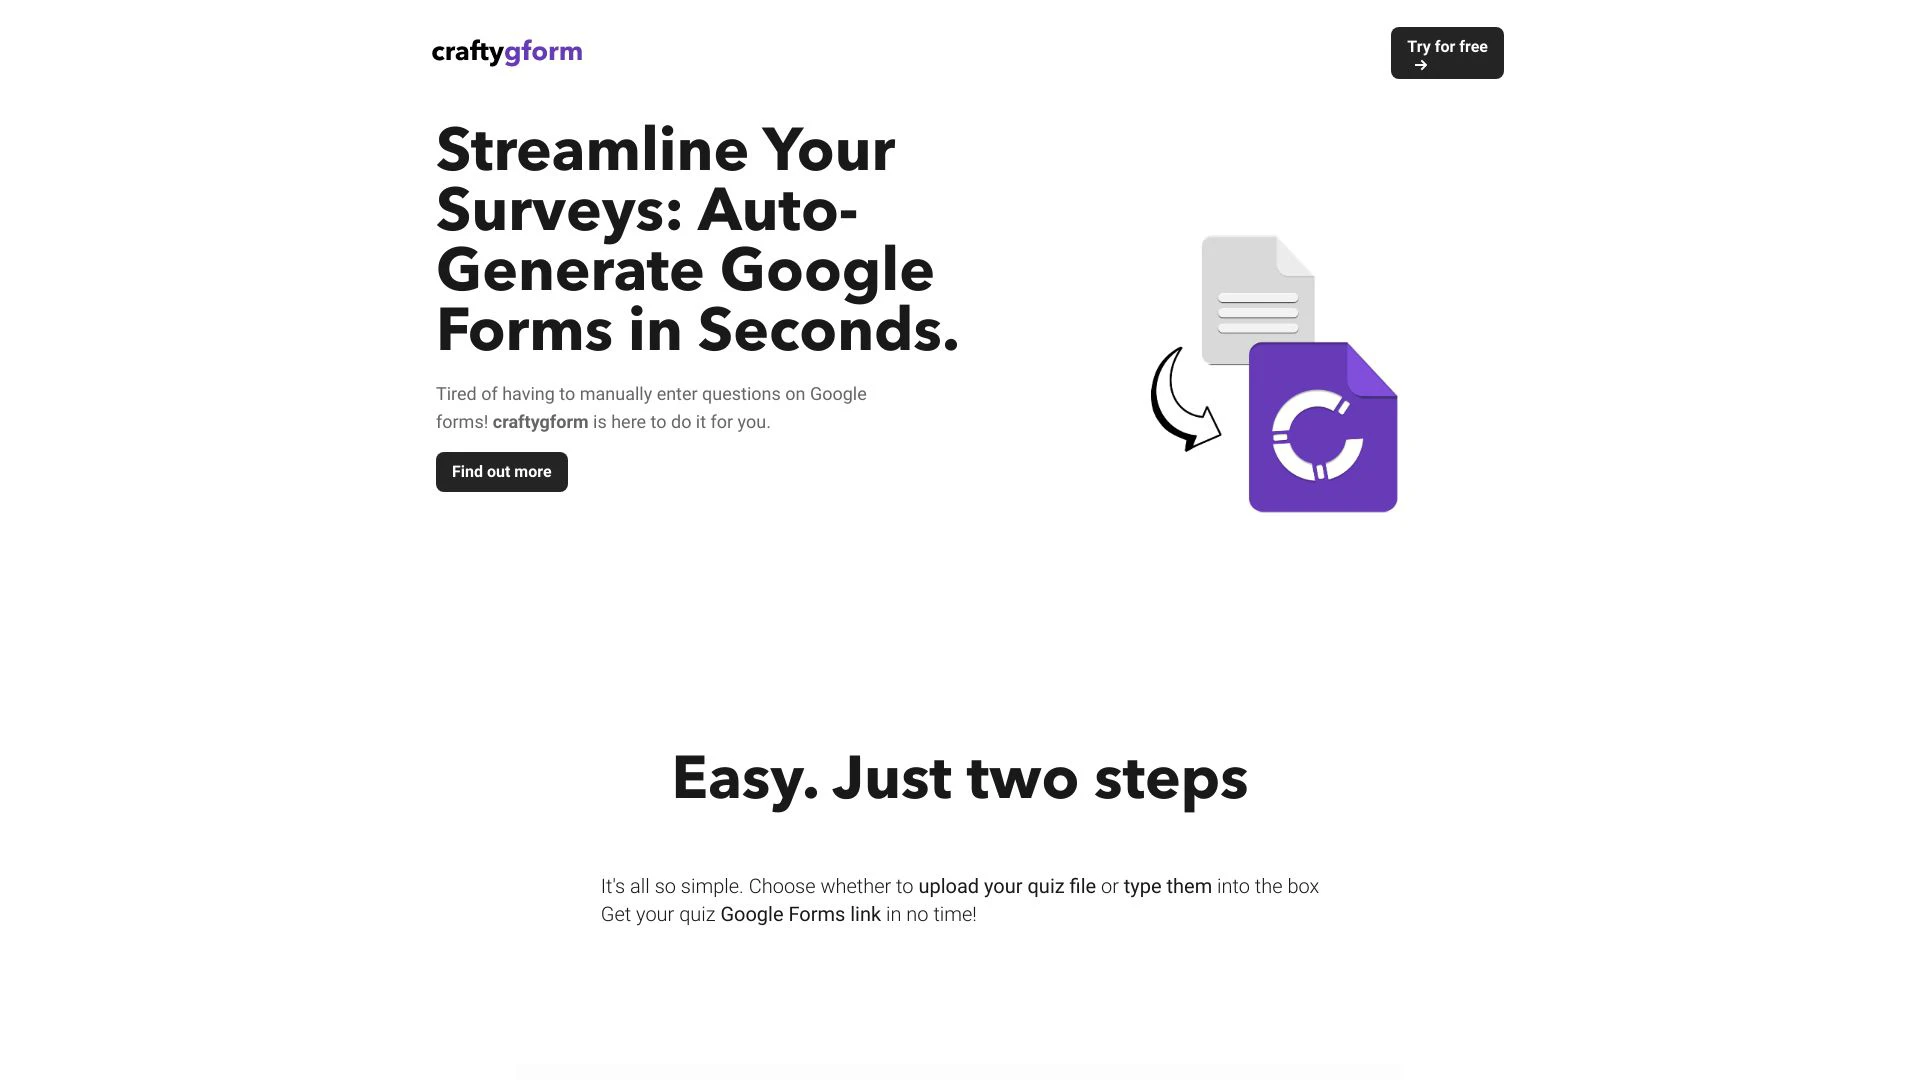 craftygform
Try for free
→
Streamline Your
Surveys: Auto-
Generate Google
Forms in Seconds.
Tired of having to manually enter questions on Google
forms! craftygform is here to do it for you.
Find out more
Easy. Just two steps
It's all so simple. Choose whether to upload your quiz file or type them into the box
Get your quiz Google Forms link in no time!